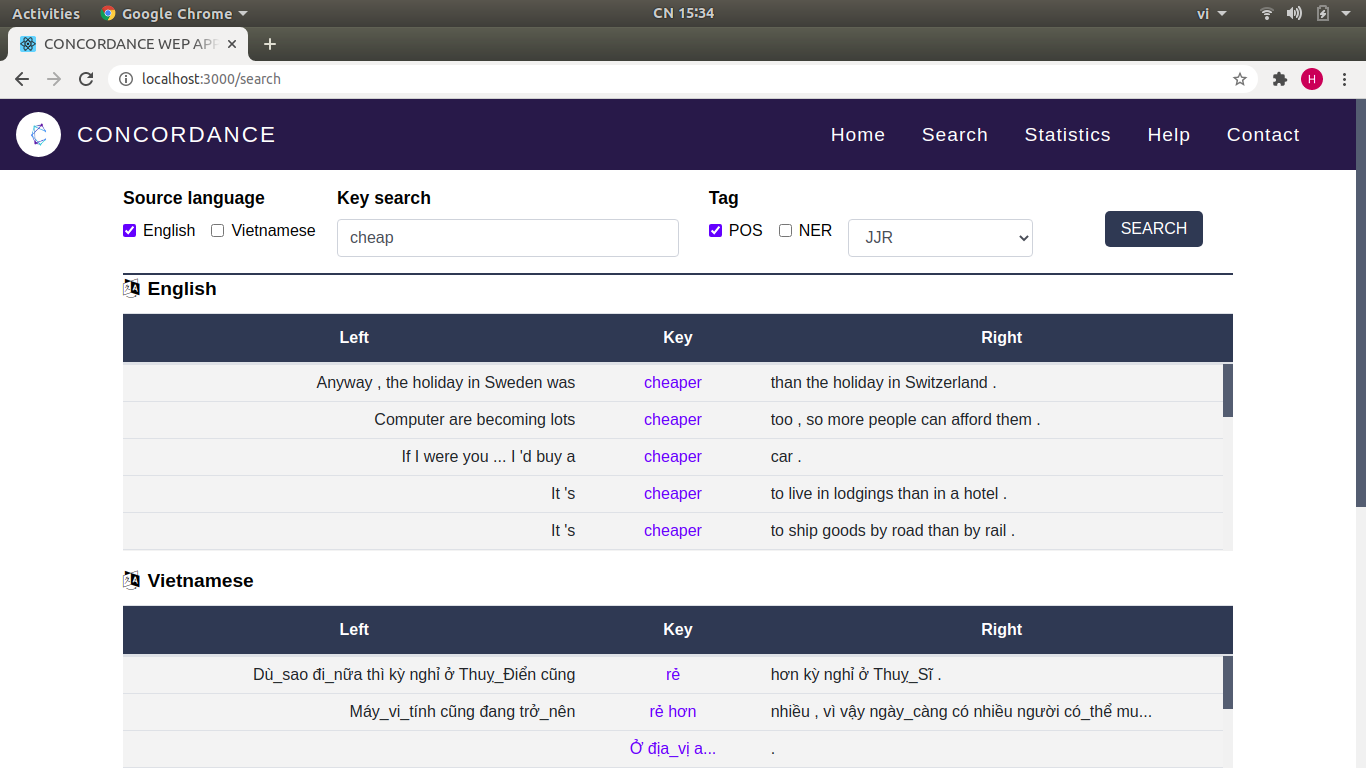 Activities Google Chrome CN 15:34 vi
CONCORDANCE WEP APP
localhost:3000/search H
CONCORDANCE Home Search Statistics Help Contact
Source language Key search Tag
English Vietnamese cheap POS NER JJR SEARCH
English
Left Key Right
Anyway , the holiday in Sweden was cheaper than the holiday in Switzerland .
Computer are becoming lots cheaper too , so more people can afford them .
If I were you ... I 'd buy a cheaper car .
It 's cheaper to live in lodgings than in a hotel .
It 's cheaper to ship goods by road than by rail .
Vietnamese
Left Key Right
Dù_sao đi_nữa thì kỳ nghỉ ở Thuỵ_Điển cũng rẻ hơn kỳ nghỉ ở Thuỵ_Sĩ .
Máy_vi_tính cũng đang trở_nên rẻ hơn nhiều , vì vậy ngày_càng có nhiều người có_thể mu...
Ở địa_vị a... .